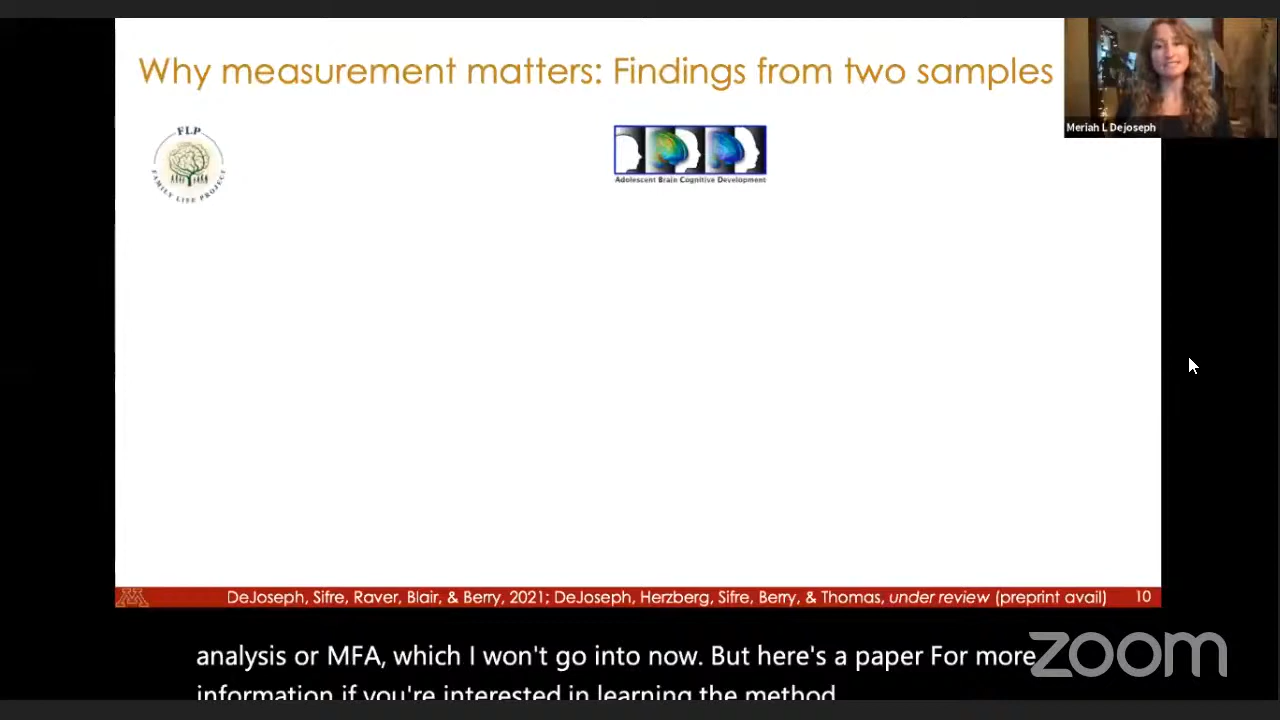 Why measurement matters: Findings from two samples
Meriah L Dejoseph
FLP
FAMILY LIFE PROJECT
Adolescent Brain Cognitive Development
DeJoseph, Sifre, Raver, Blair, & Berry, 2021; DeJoseph, Herzberg, Sifre, Berry, & Thomas, under review (preprint avail)
10
analysis or MFA, which I won't go into now. But here's a paper For more
information if you're interested in learning the method
zoom